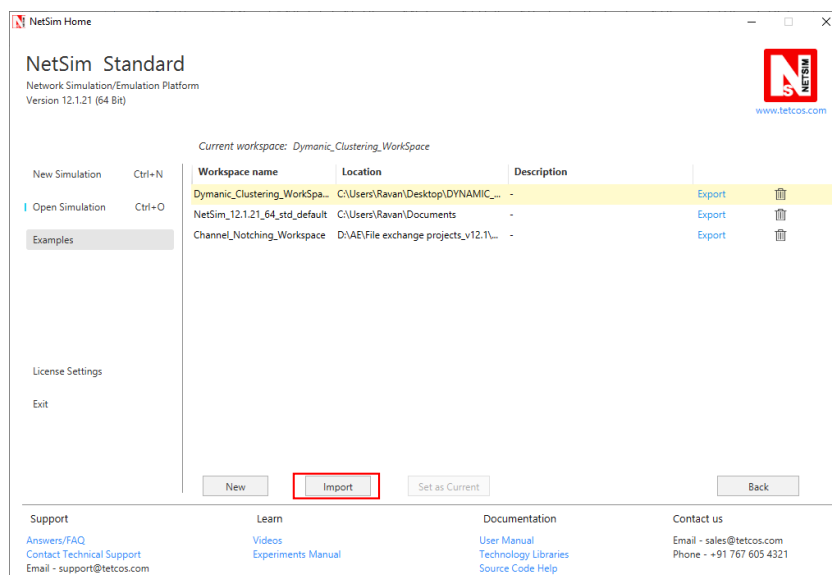 NetSim Home
NetSim Standard
Network Simulation/Emulation Platform
Version 12.1.21 (64 Bit)
NS
NETSIM
www.tetcos.com
Current workspace: Dymanic_Clustering_WorkSpace
New Simulation Ctrl+N
Open Simulation Ctrl+O
Examples
License Settings
Exit
Workspace name Location Description
Dymanic_Clustering_WorkSpa... C:\Users\Ravan\Desktop\DYNAMIC_... - Export
NetSim_12.1.21_64_std_default C:\Users\Ravan\Documents - Export
Channel_Notching_Workspace D:\AE\File exchange projects_v12.1\... - Export
New Import Set as Current Back
Support Learn Documentation Contact us
Answers/FAQ Videos User Manual Email - sales@tetcos.com
Contact Technical Support Experiments Manual Technology Libraries Phone - +91 767 605 4321
Email - support@tetcos.com Source Code Help